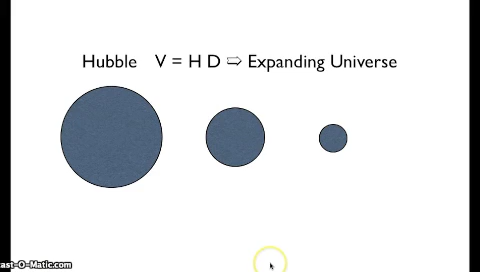 Hubble V = H D ⇨ Expanding Universe
ast-O-Matic.com